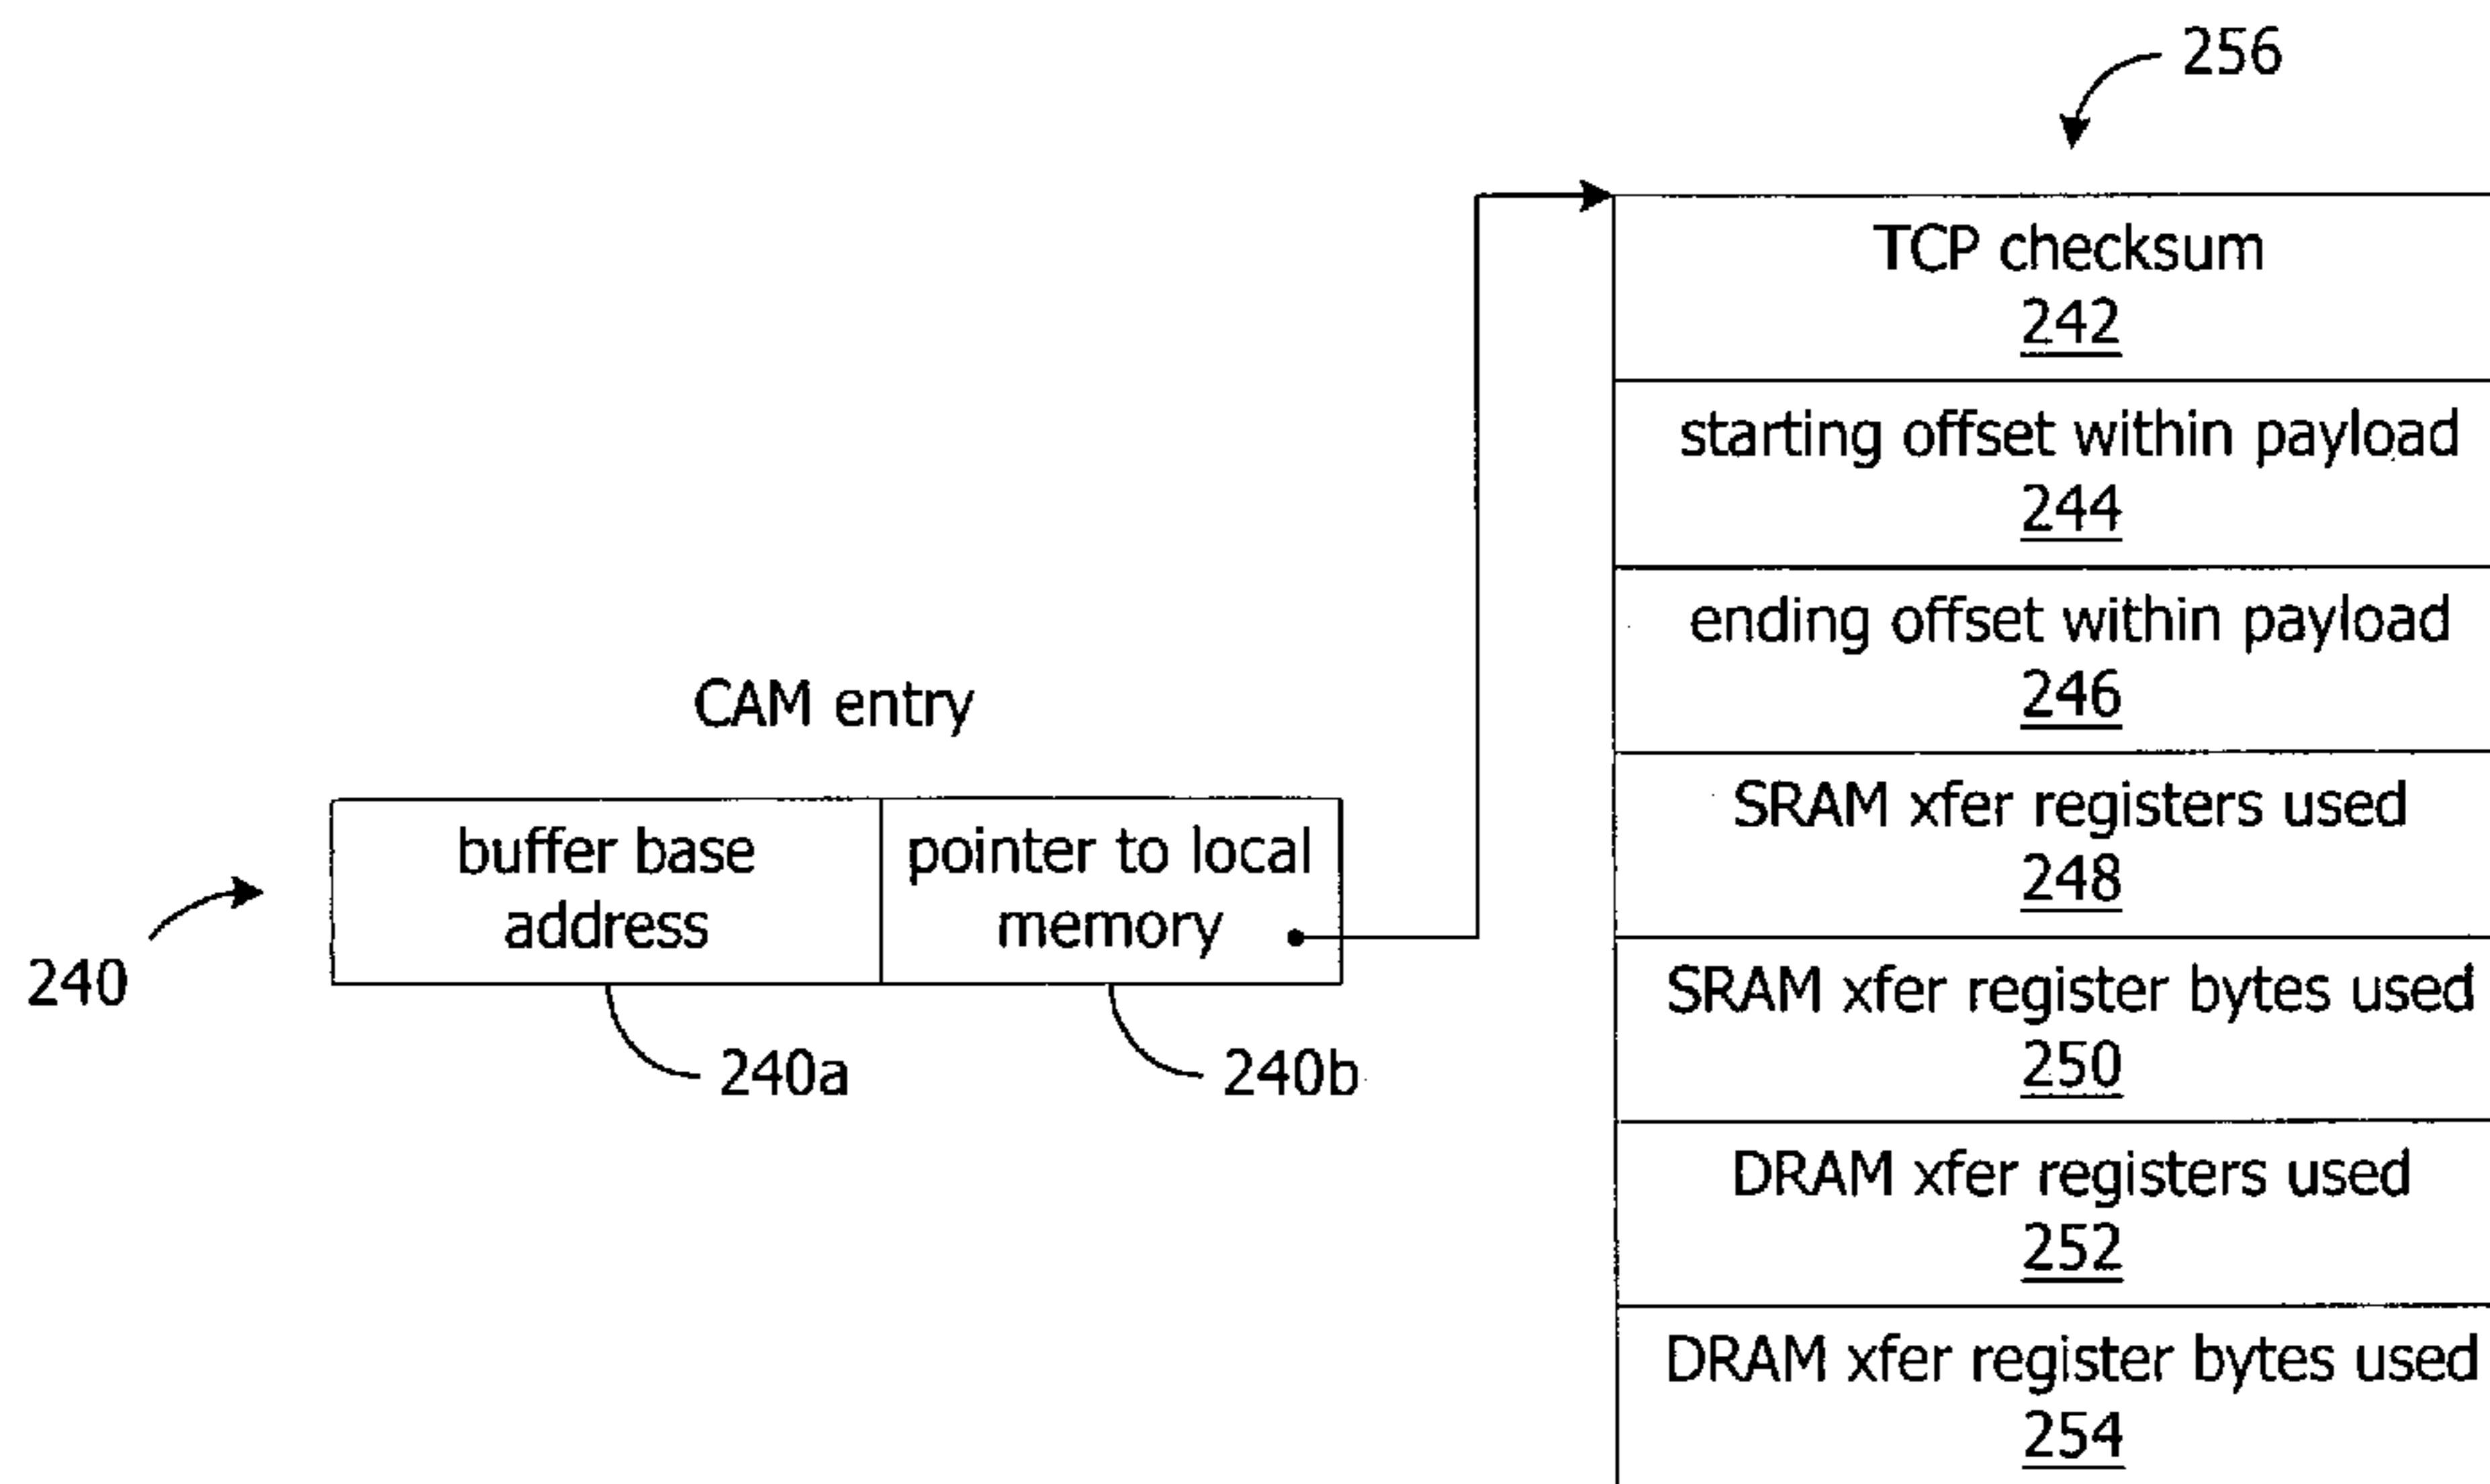 256
TCP checksum
242
starting offset within payload
244
ending offset within payload
246
CAM entry
SRAM xfer registers used
248
buffer base
address
pointer to local
memory
240
SRAM xfer register bytes used
250
240a
240b
DRAM xfer registers used
252
DRAM xfer register bytes used
254